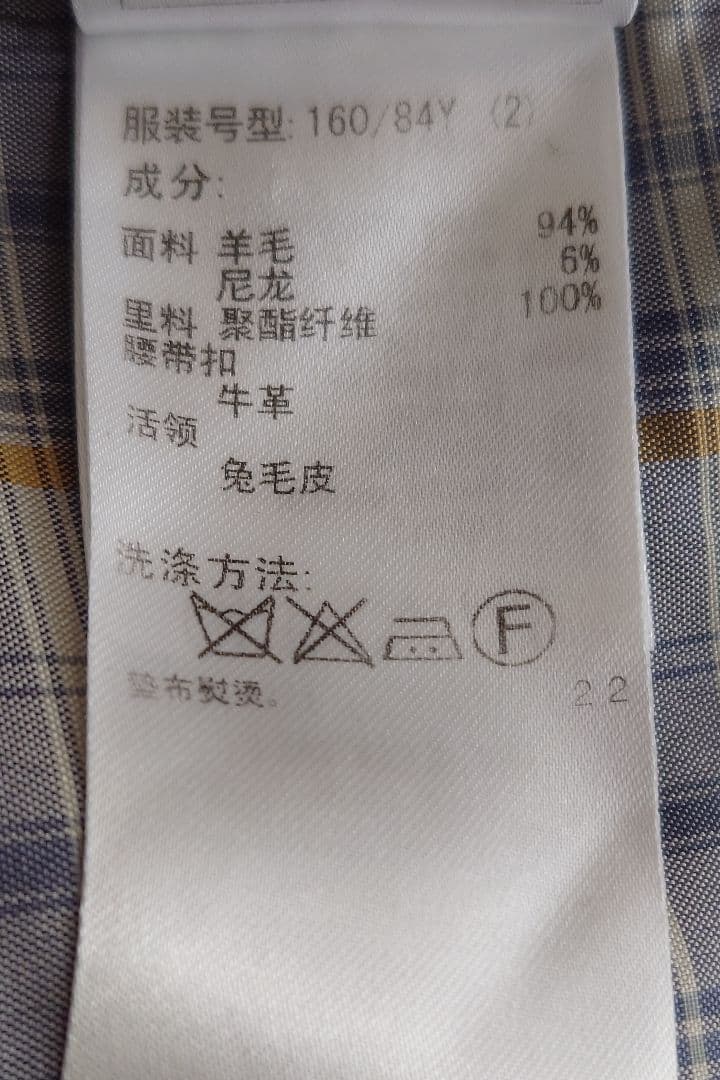 服装号型: 160/84Y (2)
成分:
面料 羊毛 94%
尼龙 6%
里料 聚酯纤维 100%
腰带扣
牛革
活领
兔毛皮
洗涤方法:
F
垫布熨烫。 22